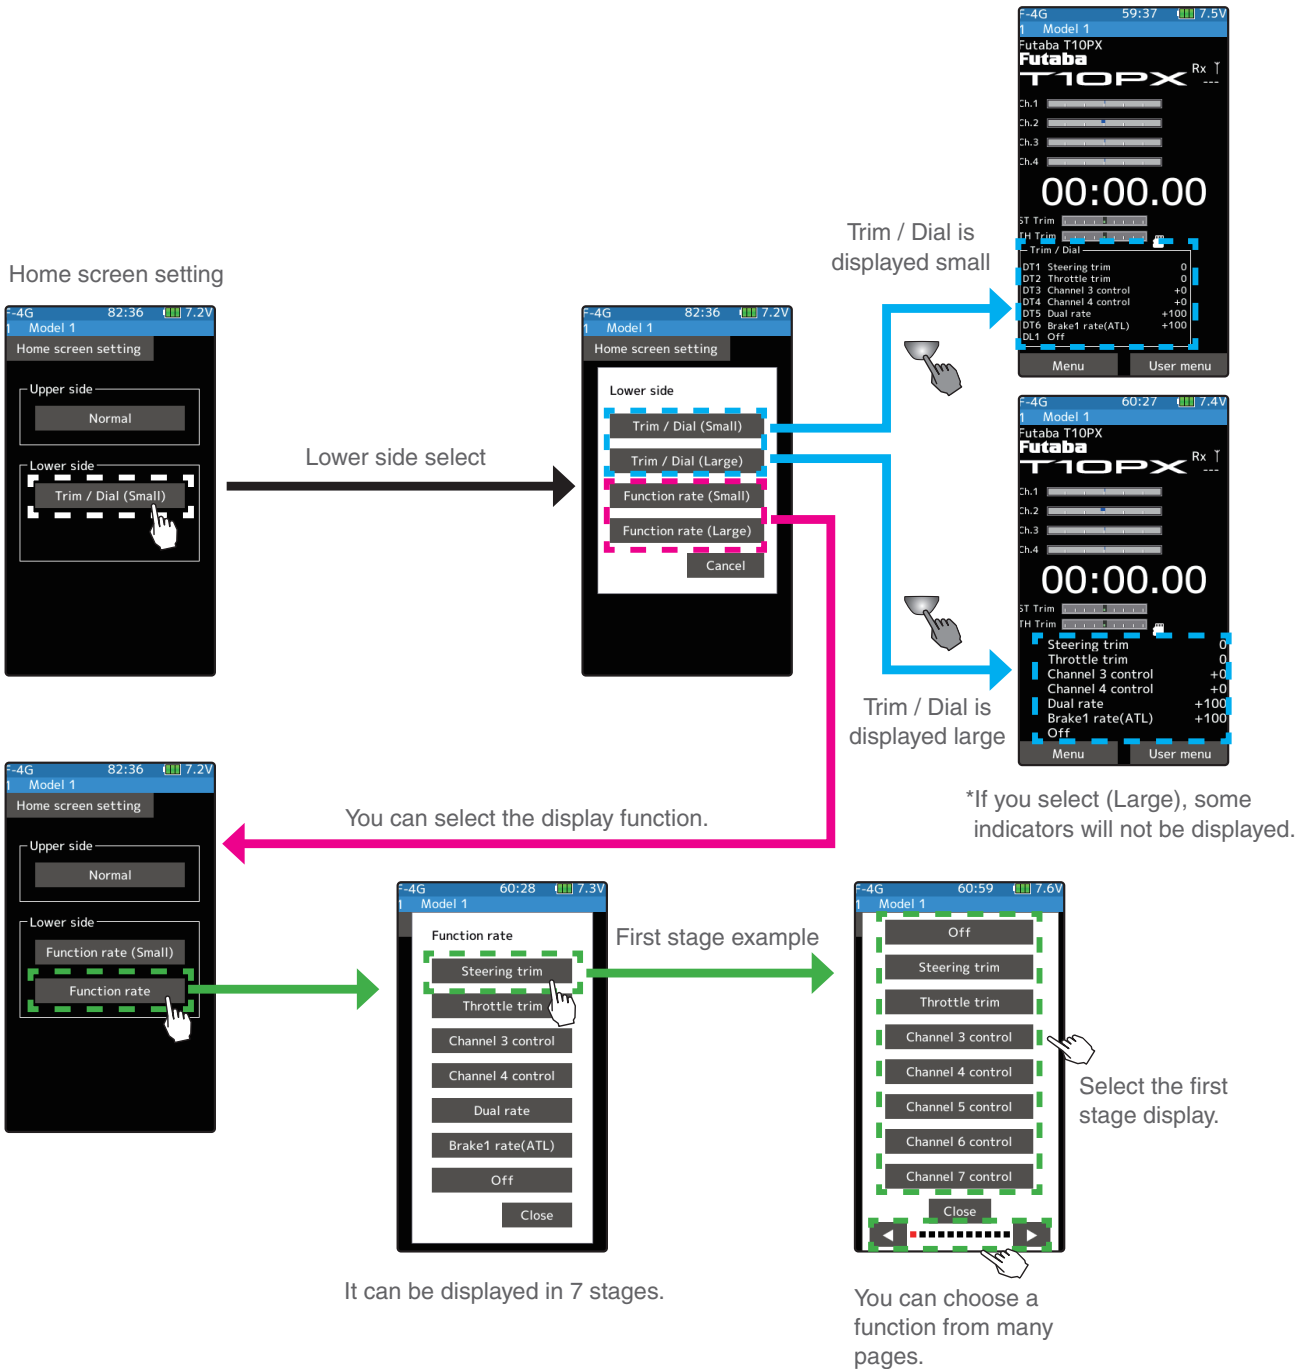 Home screen setting
F-4G 82:36 7.2V
1 Model 1
Home screen setting
Upper side
Normal
Lower side
Trim / Dial (Small)
Lower side select
F-4G 82:36 7.2V
1 Model 1
Home screen setting
Lower side
Trim / Dial (Small)
Trim / Dial (Large)
Function rate (Small)
Function rate (Large)
Cancel
Trim / Dial is
displayed small
F-4G 59:37 7.5V
1 Model 1
Futaba T10PX
Futaba
T10PX
Rx
---
Ch.1
Ch.2
Ch.3
Ch.4
00:00.00
ST Trim
TH Trim
Trim / Dial
DT1 Steering trim 0
DT2 Throttle trim 0
DT3 Channel 3 control +0
DT4 Channel 4 control +0
DT5 Dual rate +100
DT6 Brake1 rate(ATL) +100
DL1 Off
Menu User menu
Trim / Dial is
displayed large
F-4G 60:27 7.4V
1 Model 1
Futaba T10PX
Futaba
T10PX
Rx
---
Ch.1
Ch.2
Ch.3
Ch.4
00:00.00
ST Trim
TH Trim
Steering trim 0
Throttle trim 0
Channel 3 control +0
Channel 4 control +0
Dual rate +100
Brake1 rate(ATL) +100
Off
Menu User menu
*If you select (Large), some
indicators will not be displayed.
You can select the display function.
F-4G 82:36 7.2V
1 Model 1
Home screen setting
Upper side
Normal
Lower side
Function rate (Small)
Function rate
F-4G 60:28 7.3V
1 Model 1
Function rate
Steering trim
Throttle trim
Channel 3 control
Channel 4 control
Dual rate
Brake1 rate(ATL)
Off
Close
It can be displayed in 7 stages.
First stage example
F-4G 60:59 7.6V
1 Model 1
Off
Steering trim
Throttle trim
Channel 3 control
Channel 4 control
Channel 5 control
Channel 6 control
Channel 7 control
Close
Select the first
stage display.
You can choose a
function from many
pages.